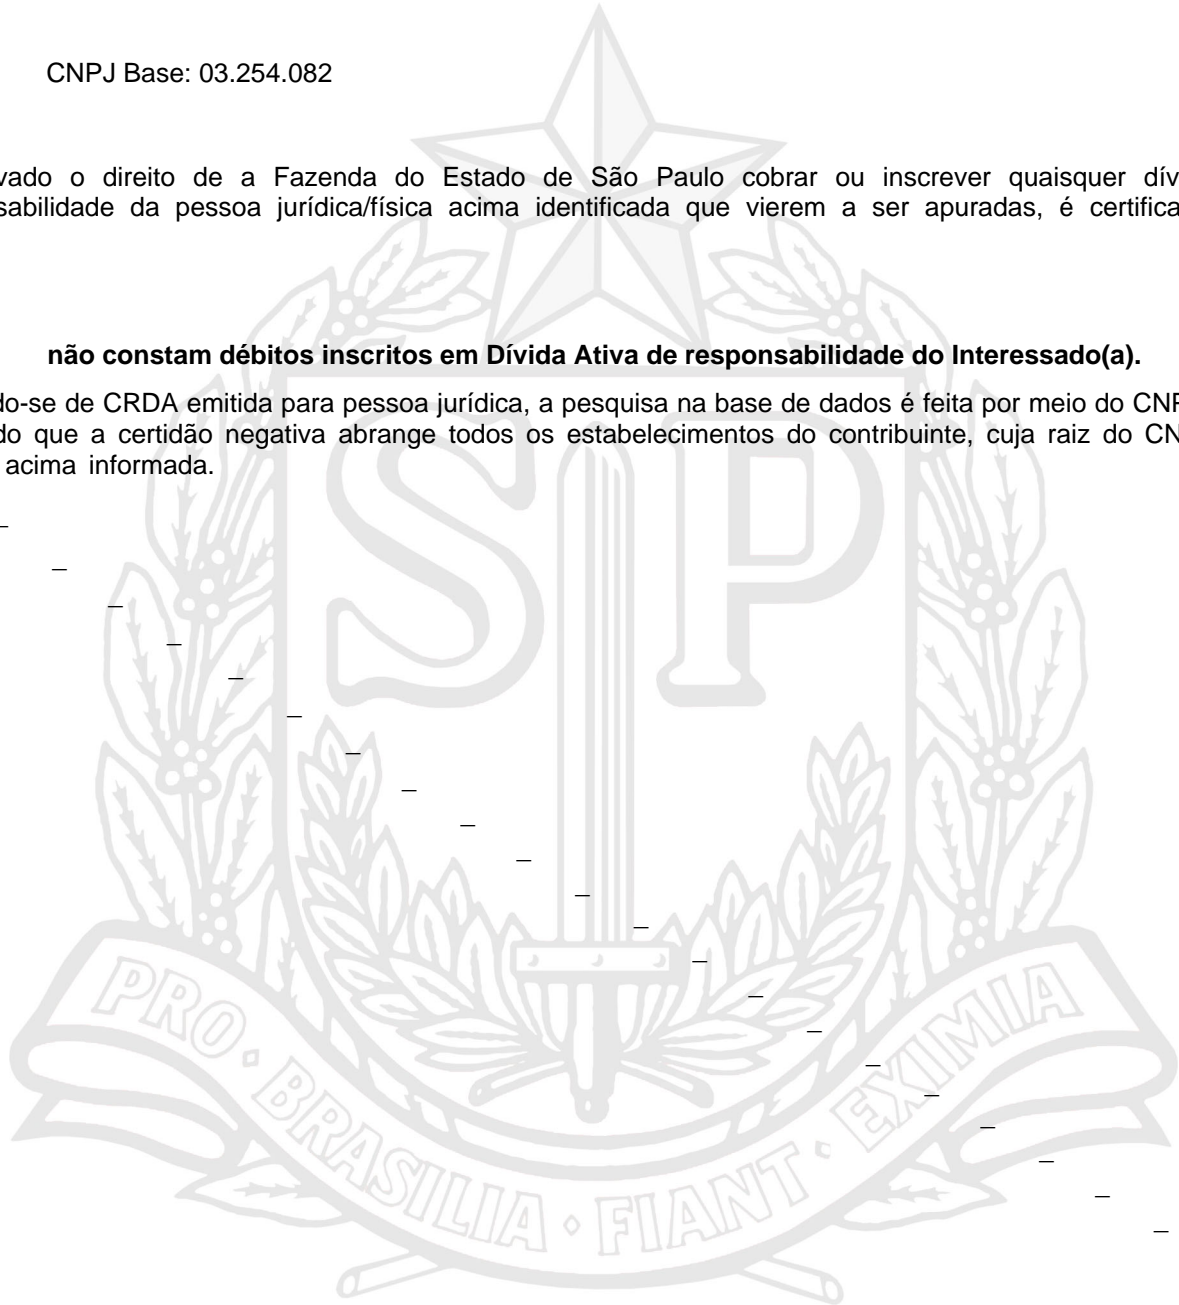 CNPJ Base: 03.254.082
vado o direito de a Fazenda do Estado de São Paulo cobrar ou inscrever quaisquer dív
sabilidade da pessoa jurídica/física acima identificada que vierem a ser apuradas, é certifica
não constam débitos inscritos em Dívida Ativa de responsabilidade do Interessado(a).
do-se de CRDA emitida para pessoa jurídica, a pesquisa na base de dados é feita por meio do CNP
do que a certidão negativa abrange todos os estabelecimentos do contribuinte, cuja raiz do CN
acima informada.
SP
PRO · BRASILIA · FIANT · EXIMIA